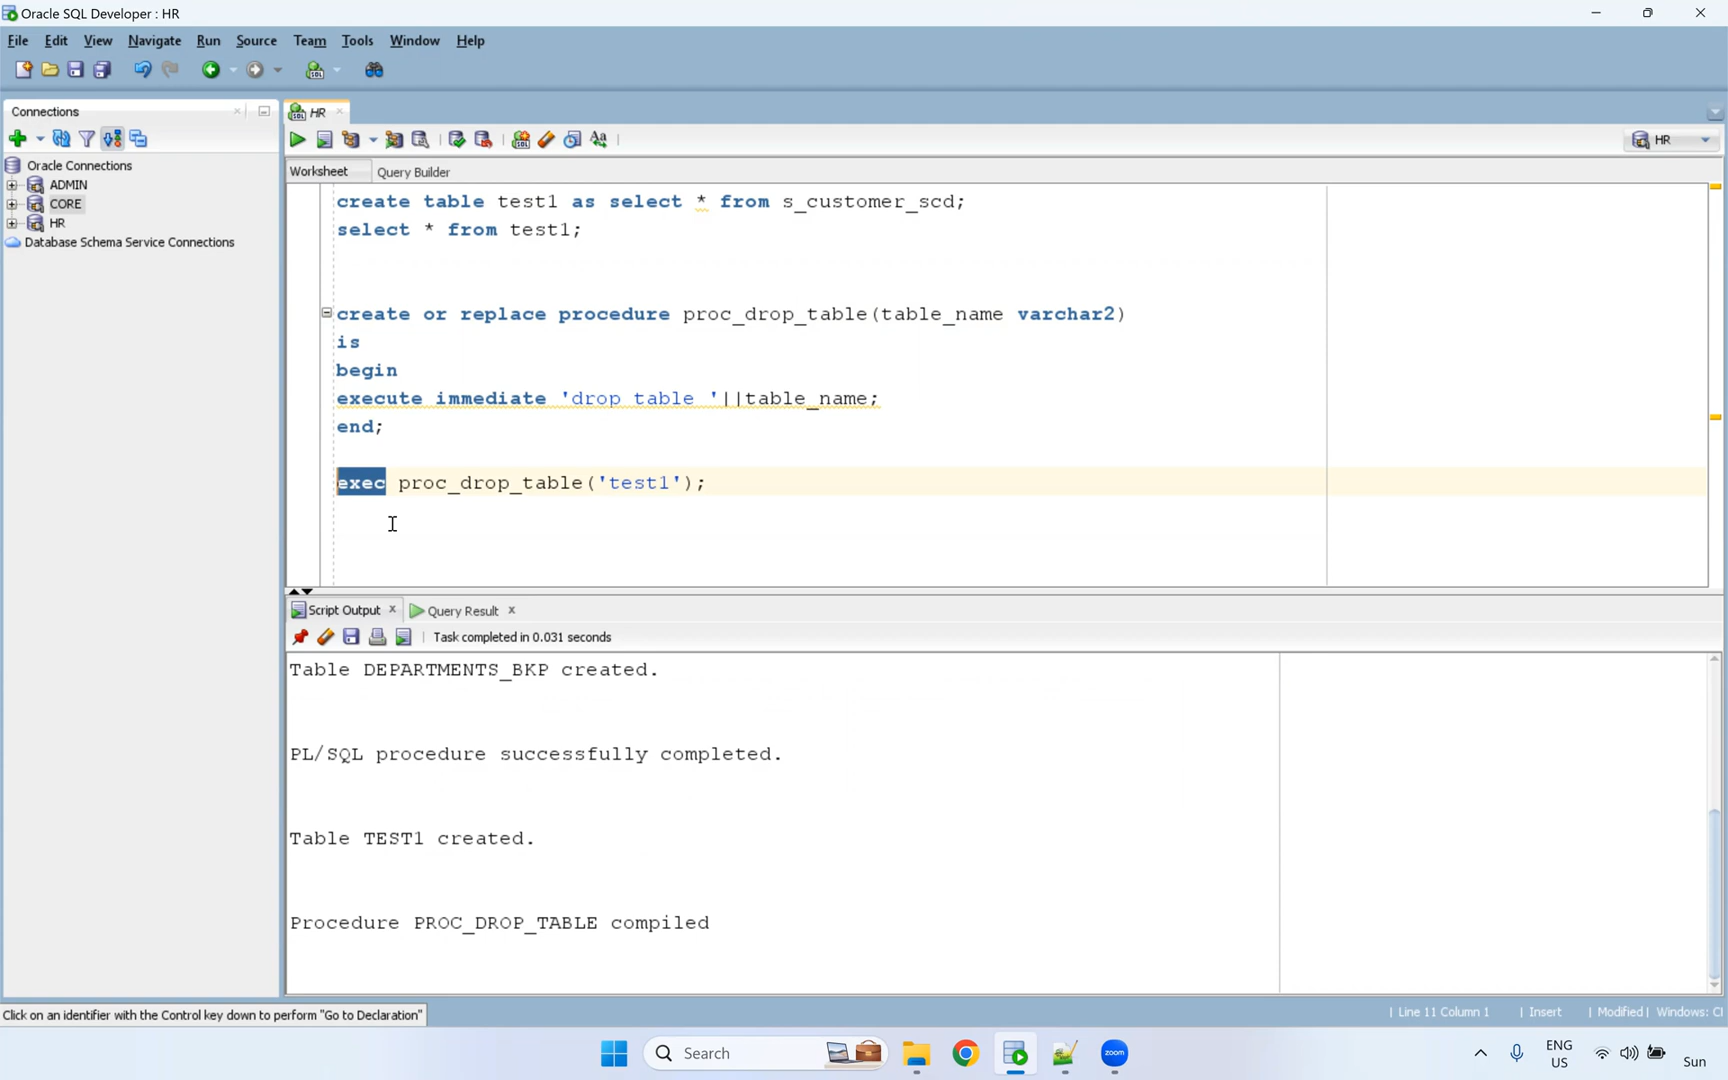 Oracle SQL Developer : HR
File Edit View Navigate Run Source Team Tools Window Help
Connections
HR
HR
Oracle Connections
ADMIN
CORE
HR
Database Schema Service Connections
Worksheet Query Builder
create table test1 as select * from s_customer_scd;
select * from test1;
create or replace procedure proc_drop_table(table_name varchar2)
is
begin
execute immediate 'drop table '||table_name;
end;
exec proc_drop_table('test1');
Script Output Query Result
Task completed in 0.031 seconds
Table DEPARTMENTS_BKP created.
PL/SQL procedure successfully completed.
Table TEST1 created.
Procedure PROC_DROP_TABLE compiled
Click on an identifier with the Control key down to perform "Go to Declaration"
| Line 11 Column 1 | Insert | Modified | Windows: Cl
Search
zoom
ENG
US
Sun